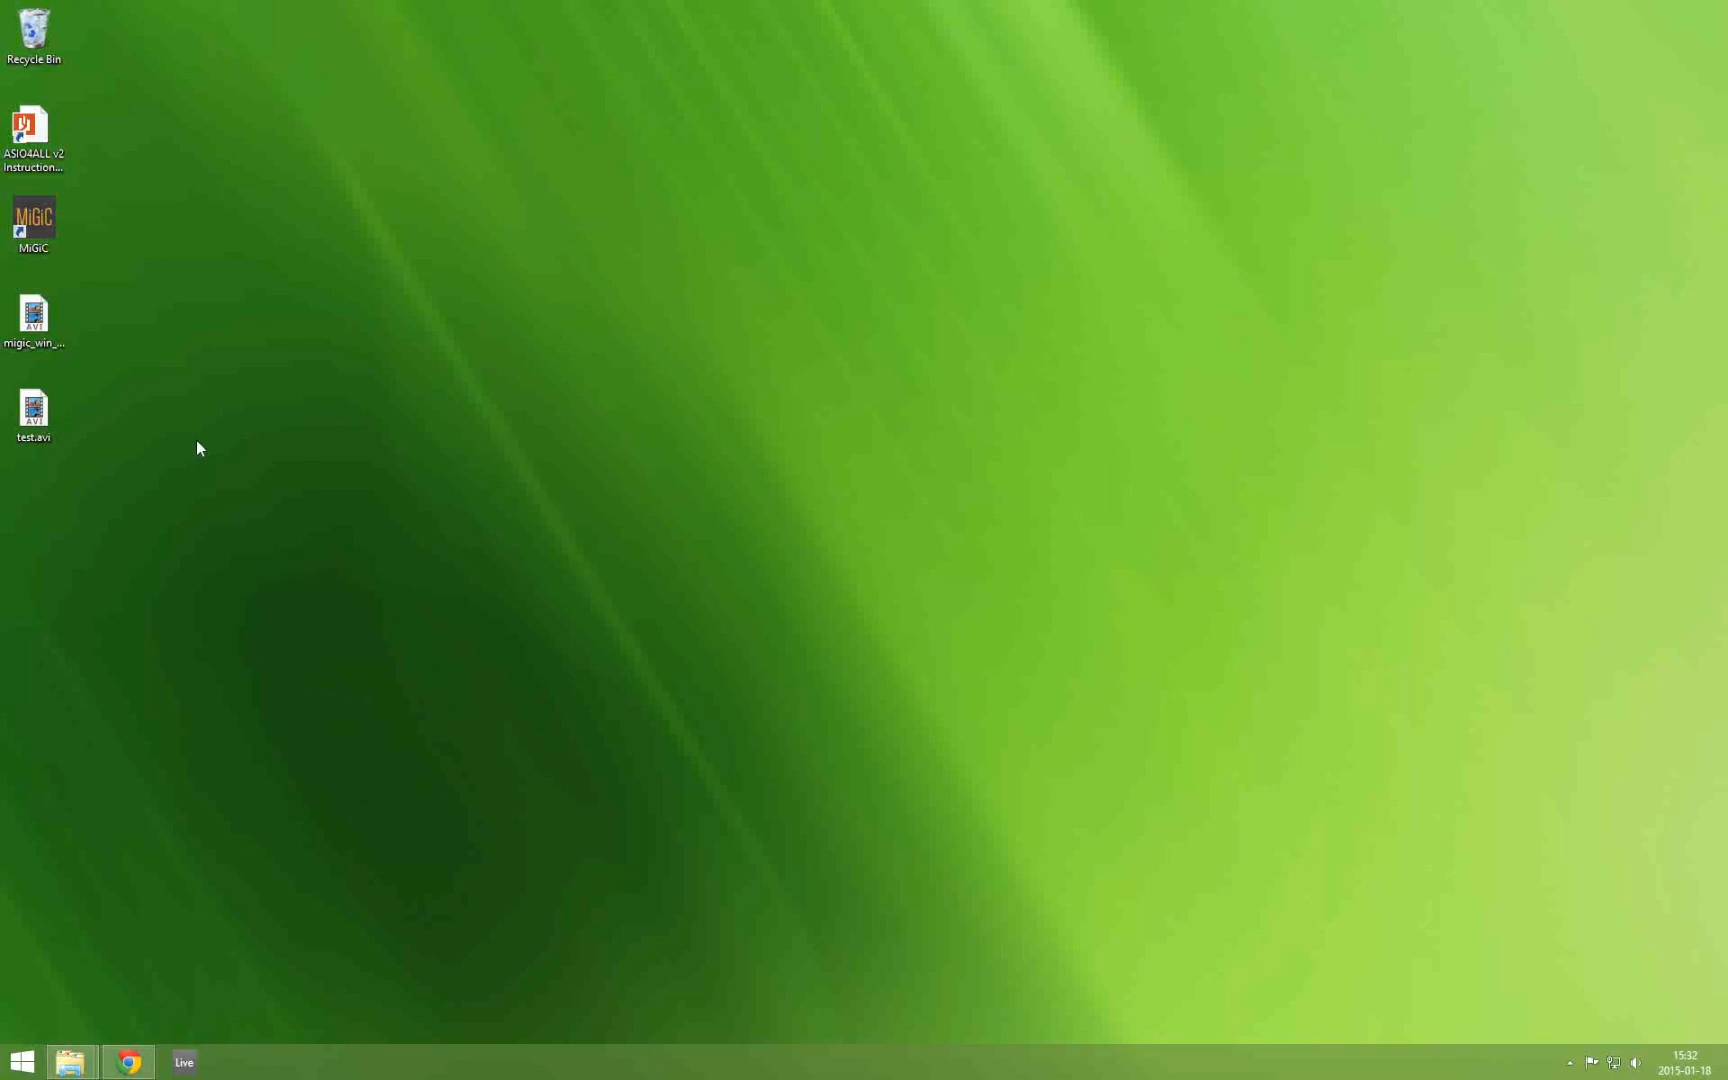 Recycle Bin
ASIO4ALL v2
Instruction...
MiGiC
MiGiC
migic_win_...
AVI
test.avi
AVI
Live
15:32
2015-01-18